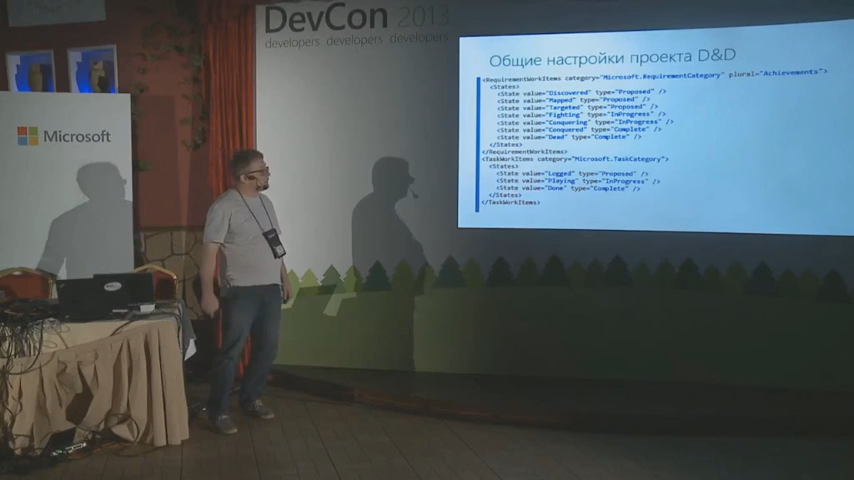 DevCon 2013
developers developers developers
Microsoft
Общие настройки проекта D&D
<RequirementWorkItems category="Microsoft.RequirementCategory" plural="Achievements">
<States>
<State value="Discovered" type="Proposed" />
<State value="Mapped" type="Proposed" />
<State value="Targeted" type="Proposed" />
<State value="Fighting" type="InProgress" />
<State value="Conquering" type="InProgress" />
<State value="Conquered" type="Complete" />
<State value="Dead" type="Complete" />
</States>
</RequirementWorkItems>
<TaskWorkItems category="Microsoft.TaskCategory">
<States>
<State value="Logged" type="Proposed" />
<State value="Playing" type="InProgress" />
<State value="Done" type="Complete" />
</States>
</TaskWorkItems>